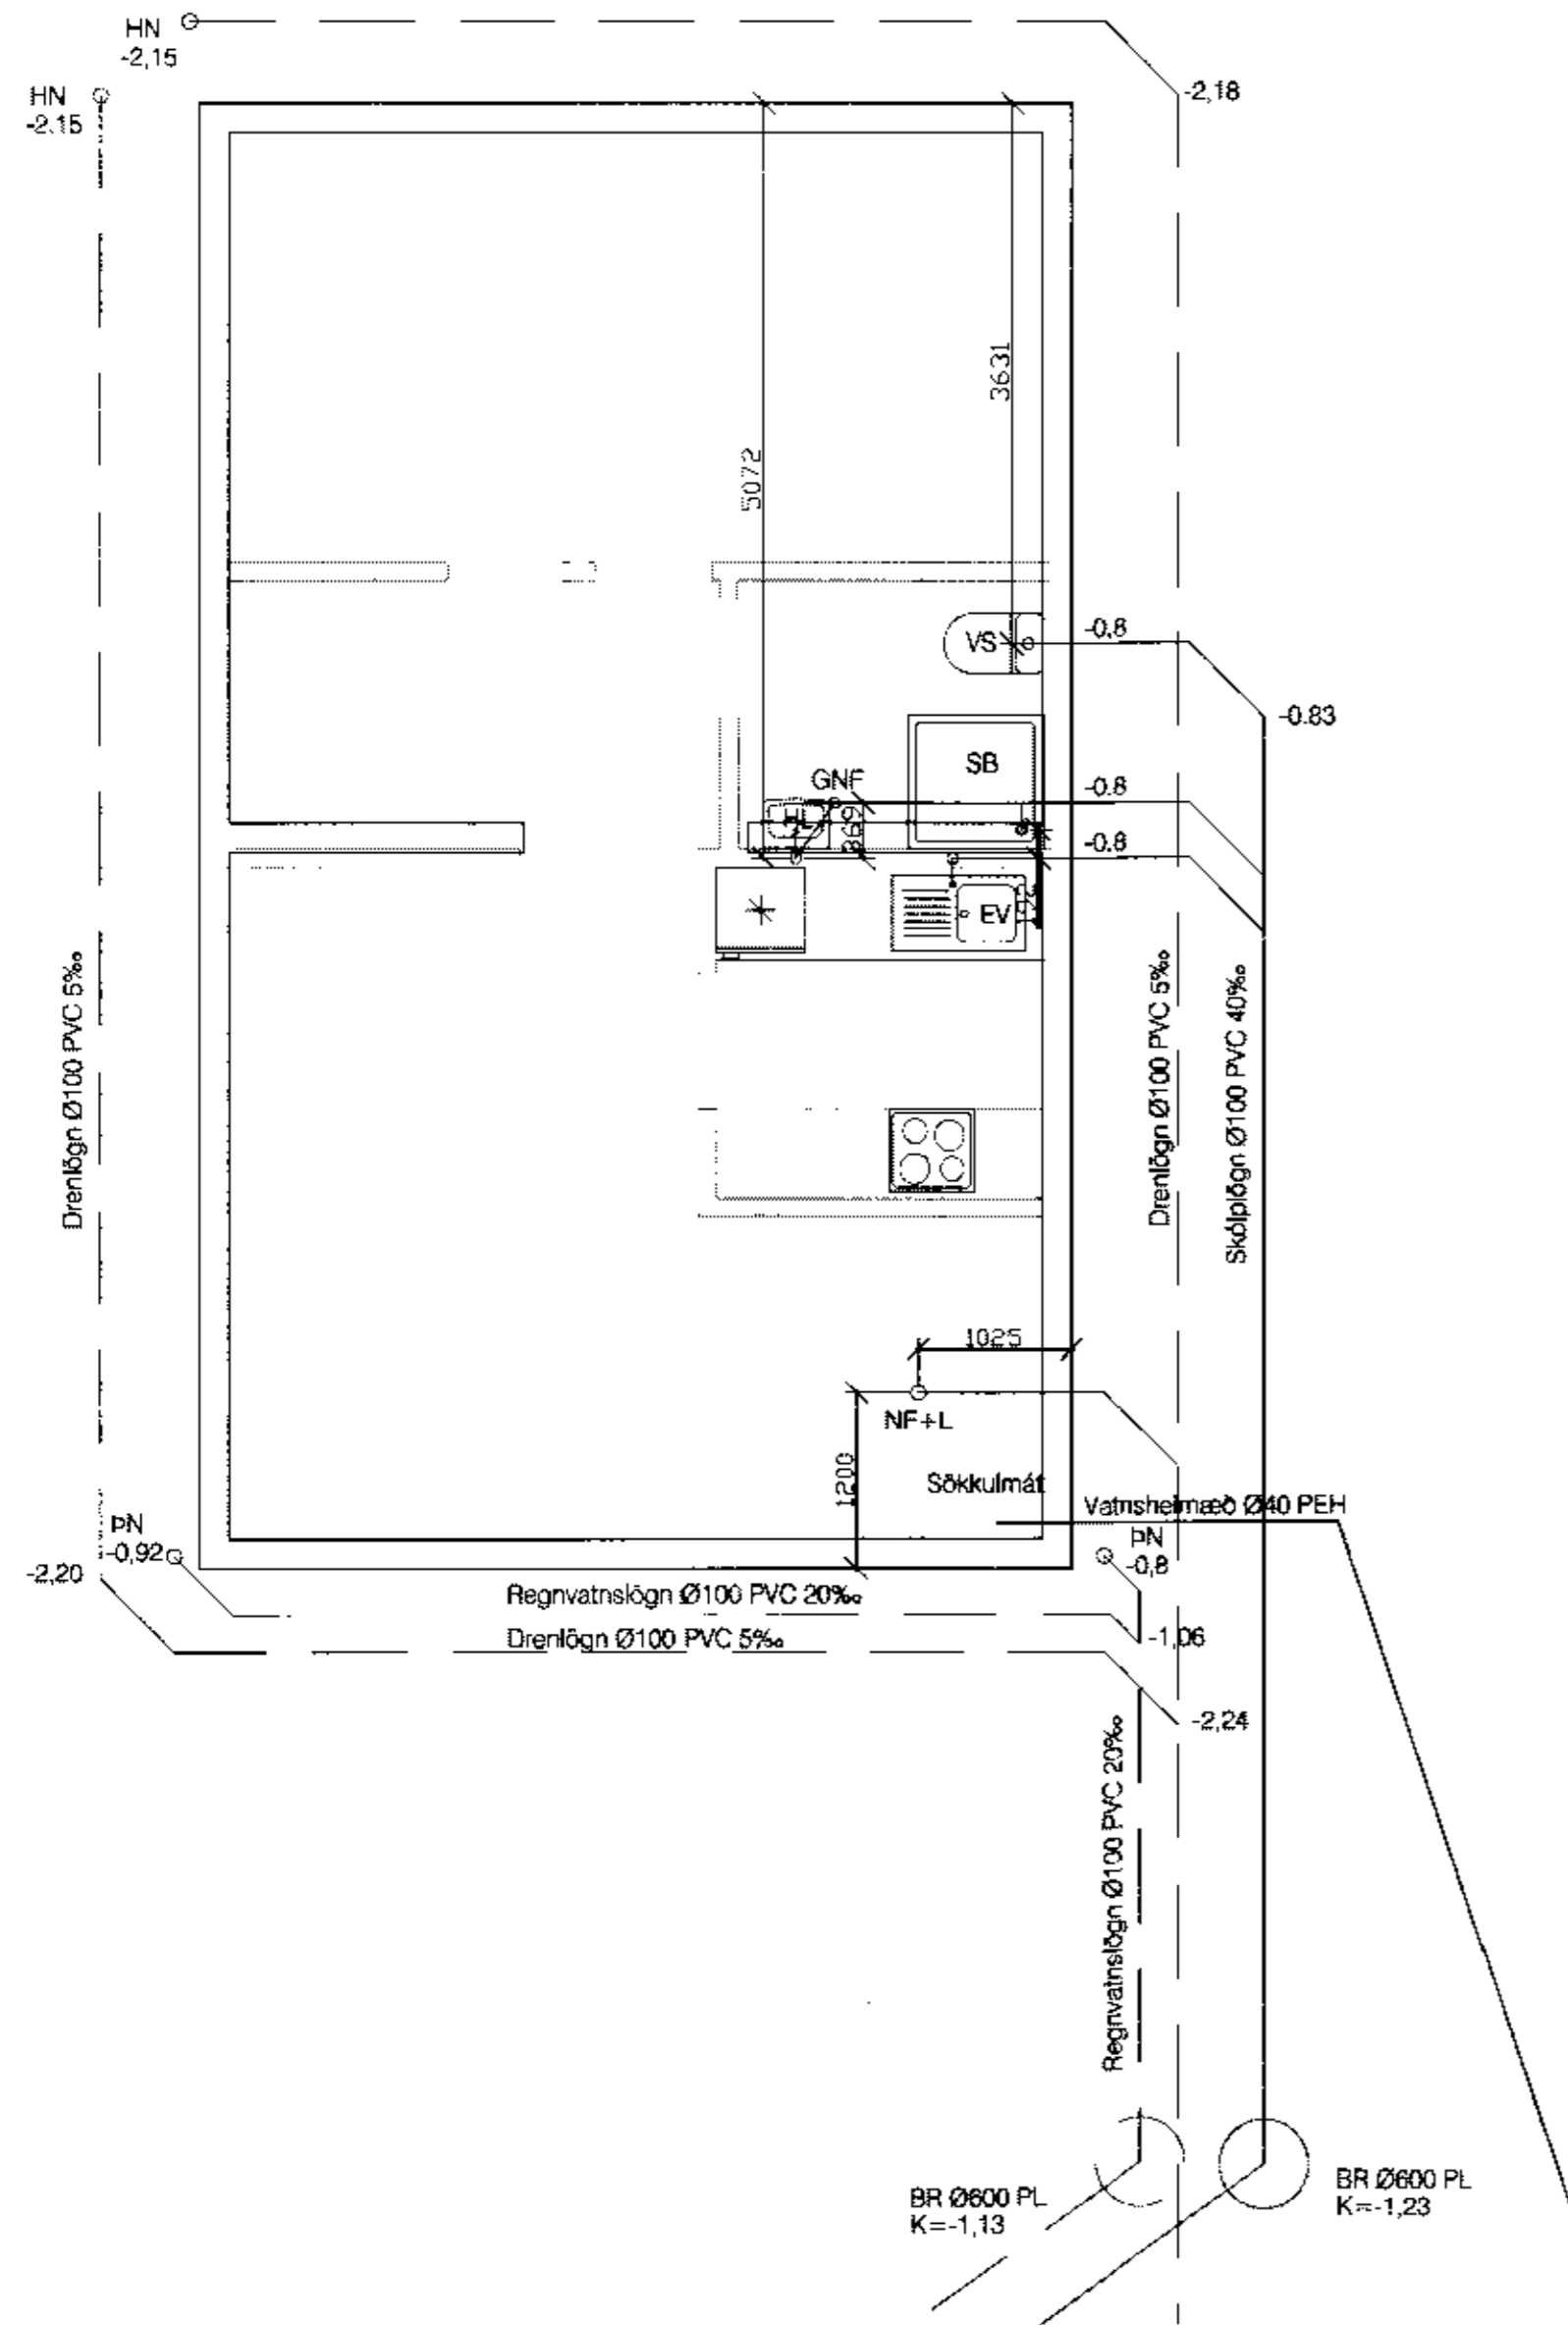 HN
-2,15
HN
-2,15
-2,18
3631
5072
VS
-0,8
-0.83
SB
GNF
-0.8
HL
369
-0.8
EV
Drenlögn Ø100 PVC 5‰
Drenlögn Ø100 PVC 5‰
Skólplögn Ø100 PVC 40‰
1025
NF+L
1200
Sökkulmát
Vatnsheimæð Ø40 PEH
ÞN
-0,92
ÞN
-0,8
-2,20
Regnvatnslögn Ø100 PVC 20‰
Drenlögn Ø100 PVC 5‰
-1,06
-2,24
Regnvatnslögn Ø100 PVC 20‰
BR Ø600 PL
K=-1,13
BR Ø600 PL
K=-1,23